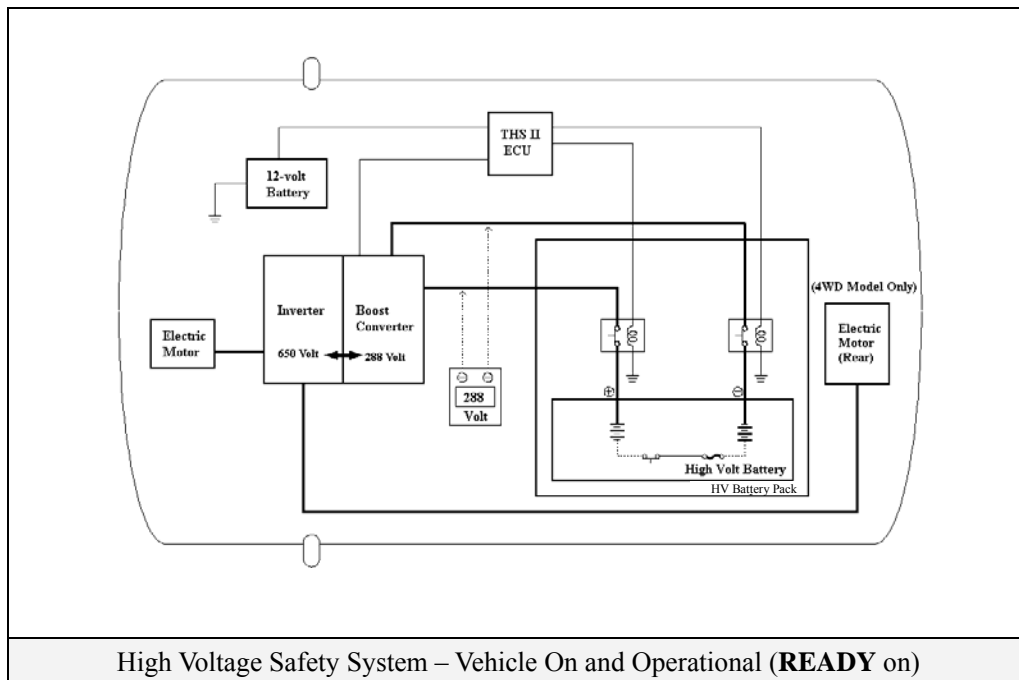 THS II
ECU
12-volt
Battery
(4WD Model Only)
Inverter
Boost
Converter
650 Volt
288 Volt
Electric
Motor
Electric
Motor
(Rear)
288
Volt
High Volt Battery
HV Battery Pack
High Voltage Safety System – Vehicle On and Operational (READY on)